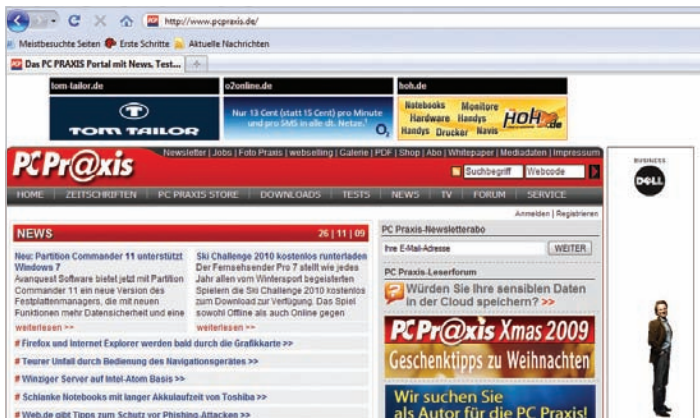 http://www.pcpraxis.de/
Meistbesuchte Seiten Erste Schritte Aktuelle Nachrichten
Das PC PRAXIS Portal mit News, Test...
tom-tailor.de
TOM TAILOR
o2online.de
Nur 13 Cent (statt 15 Cent) pro Minute
und pro SMS in alle dt. Netze.¹
O₂
hoh.de
Notebooks Monitore
Hardware Handys
Handys Drucker Navis
HOH.de
PCPr@xis
Newsletter | Jobs | Foto Praxis | webselling | Galerie | PDF | Shop | Abo | Whitepaper | Mediadaten | Impressum
Suchbegriff Webcode
HOME ZEITSCHRIFTEN PC PRAXIS STORE DOWNLOADS TESTS NEWS TV FORUM SERVICE
Anmelden | Registrieren
NEWS 26 | 11 | 09
Neu: Partition Commander 11 unterstützt
Windows 7
Avanquest Software bietet jetzt mit Partition
Commander 11 ein neue Version des
Festplattenmanagers, die mit neuen
Funktionen mehr Datensicherheit und eine
weiterlesen >>
Ski Challenge 2010 kostenlos runterladen
Der Fernsehsender Pro 7 stellt wie jedes
Jahr allen vom Wintersport begeisterten
Spielern die Ski Challenge 2010 kostenlos
zum Download zur Verfügung. Das Spiel
sowohl Offline als auch Online gegen
weiterlesen >>
# Firefox und Internet Explorer werden bald durch die Grafikkarte >>
# Teurer Unfall durch Bedienung des Navigationsgerätes >>
# Winziger Server auf Intel-Atom Basis >>
# Schlanke Notebooks mit langer Akkulaufzeit von Toshiba >>
# Web.de gibt Tipps zum Schutz vor Phishing-Attacken >>
PC Praxis-Newsletterabo
Ihre E-Mail-Adresse WEITER
PC Praxis-Leserforum
Würden Sie Ihre sensiblen Daten
in der Cloud speichern? >>
PCPr@xis Xmas 2009
Geschenktipps zu Weihnachten
Wir suchen Sie
als Autor für die PC Praxis!
BUSINESS
DELL